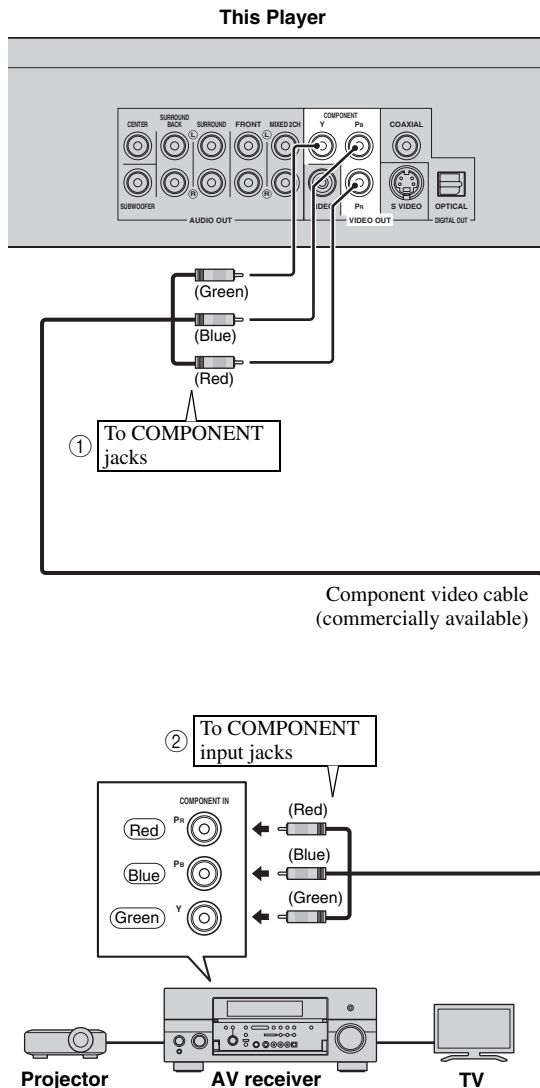 This Player
CENTER
SURROUND
BACK
SURROUND
FRONT
MIXED 2CH
COMPONENT
Y
PB
COAXIAL
L
L
R
R
SUBWOOFER
VIDEO
PR
S VIDEO
OPTICAL
AUDIO OUT
VIDEO OUT
DIGITAL OUT
(Green)
(Blue)
(Red)
① To COMPONENT
jacks
Component video cable
(commercially available)
② To COMPONENT
input jacks
COMPONENT IN
Red
PR
(Red)
Blue
PB
(Blue)
Green
Y
(Green)
Projector
AV receiver
TV